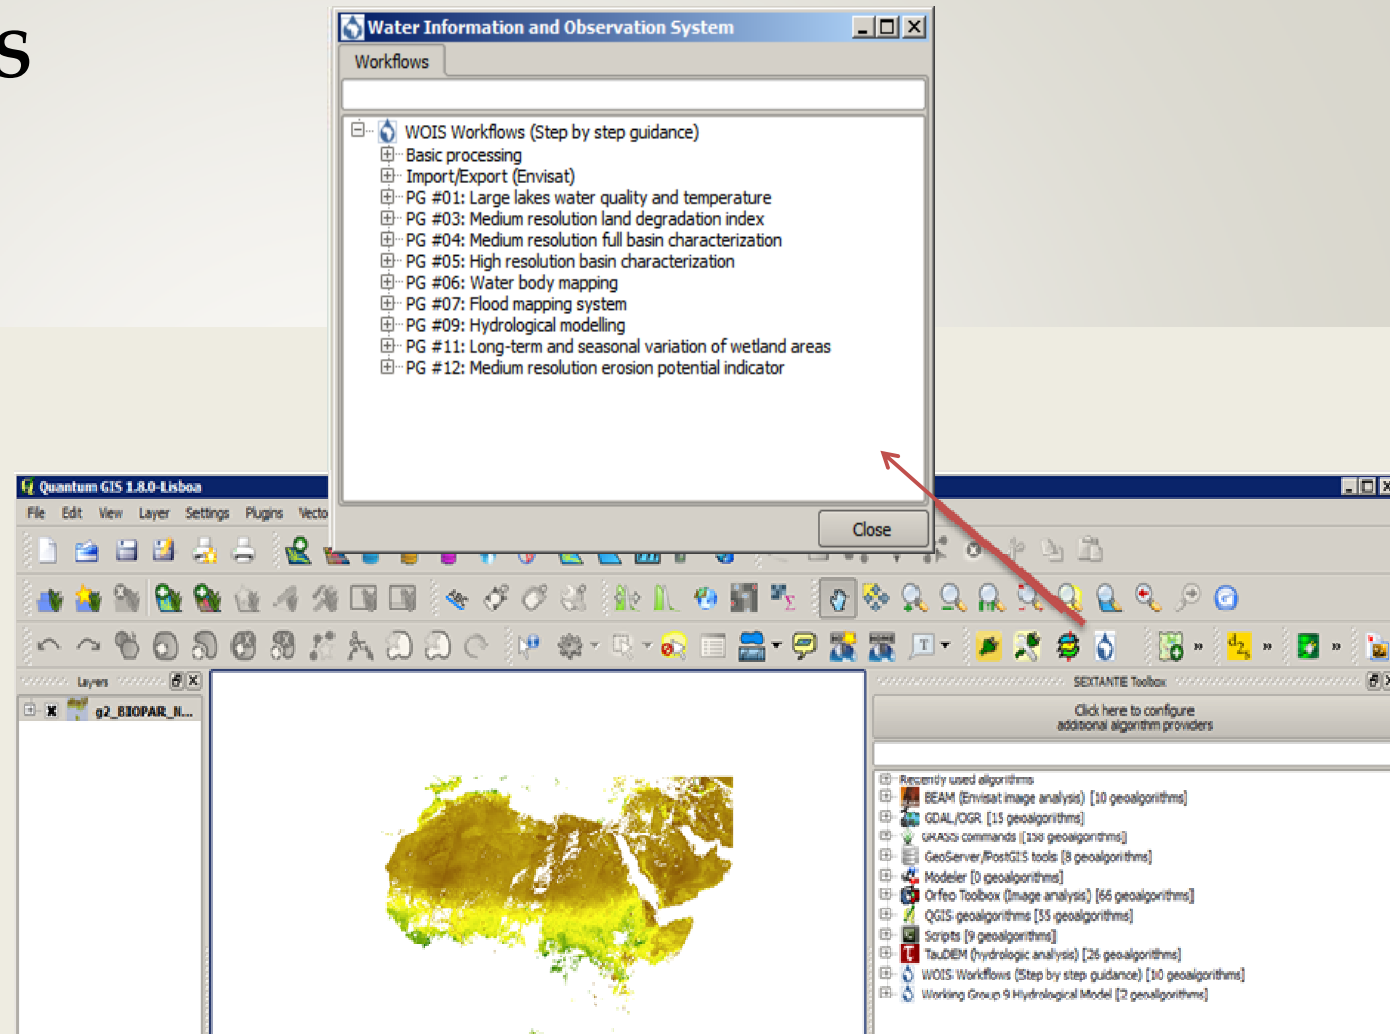 s
Water Information and Observation System
Workflows
WOIS Workflows (Step by step guidance)
Basic processing
Import/Export (Envisat)
PG #01: Large lakes water quality and temperature
PG #03: Medium resolution land degradation index
PG #04: Medium resolution full basin characterization
PG #05: High resolution basin characterization
PG #06: Water body mapping
PG #07: Flood mapping system
PG #09: Hydrological modelling
PG #11: Long-term and seasonal variation of wetland areas
PG #12: Medium resolution erosion potential indicator
Close
Quantum GIS 1.8.0-Lisboa
File Edit View Layer Settings Plugins Vecto
Layers
g2_BIOPAR_N...
SEXTANTE Toolbox
Click here to configure
additional algorithm providers
Recently used algorithms
BEAM (Envisat image analysis) [10 geoalgorithms]
GDAL/OGR [15 geoalgorithms]
GRASS commands [158 geoalgorithms]
GeoServer/PostGIS tools [8 geoalgorithms]
Modeler [0 geoalgorithms]
Orfeo Toolbox (Image analysis) [66 geoalgorithms]
QGIS geoalgorithms [55 geoalgorithms]
Scripts [9 geoalgorithms]
TauDEM (hydrologic analysis) [26 geoalgorithms]
WOIS Workflows (Step by step guidance) [10 geoalgorithms]
Working Group 9 Hydrological Model [2 geoalgorithms]